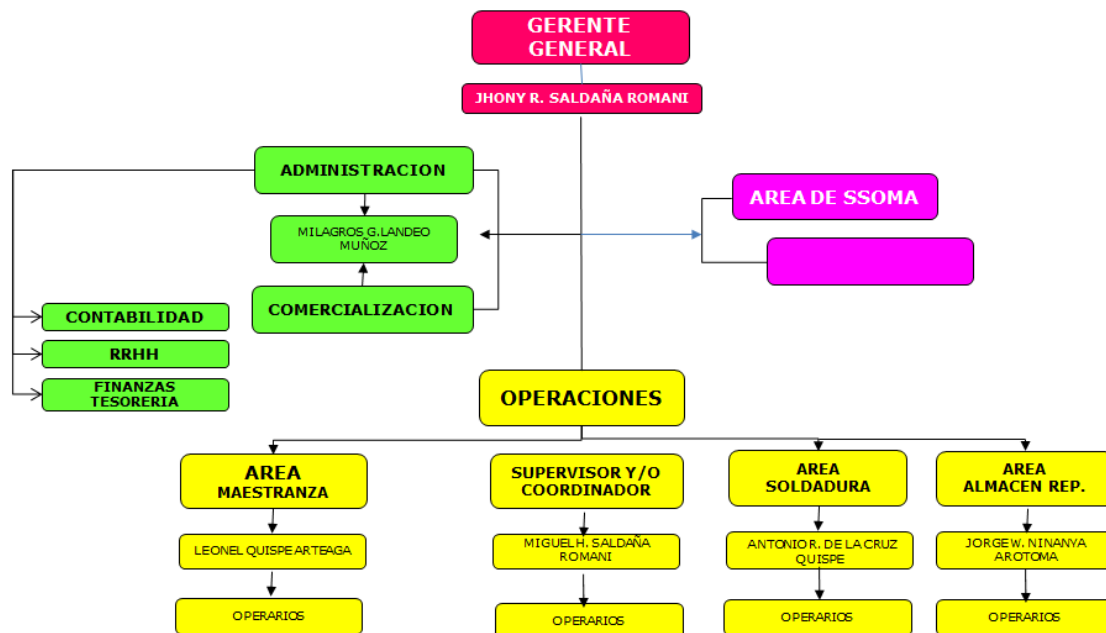 GERENTE
GENERAL
JHONY R. SALDAÑA ROMANI
ADMINISTRACION
MILAGROS G.LANDEO
MUÑOZ
COMERCIALIZACION
CONTABILIDAD
RRHH
FINANZAS
TESORERIA
AREA DE SSOMA
OPERACIONES
AREA
MAESTRANZA
LEONEL QUISPE ARTEAGA
OPERARIOS
SUPERVISOR Y/O
COORDINADOR
MIGUEL H. SALDAÑA
ROMANI
OPERARIOS
AREA
SOLDADURA
ANTONIO R. DE LA CRUZ
QUISPE
OPERARIOS
AREA
ALMACEN REP.
JORGE W. NINANYA
AROTOMA
OPERARIOS